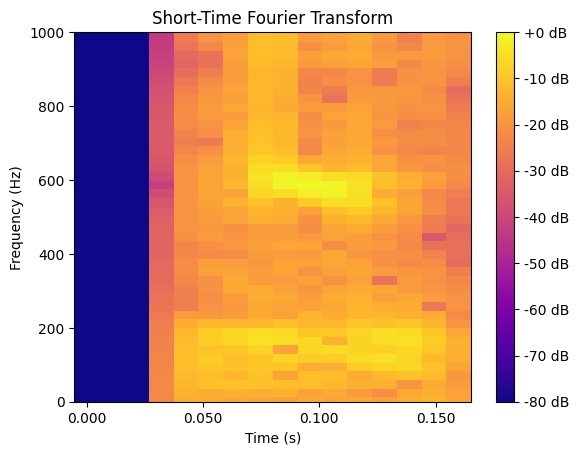 Short-Time Fourier Transform
1000
800
600
400
200
0
Frequency (Hz)
0.000
0.050
0.100
0.150
Time (s)
+0 dB
-10 dB
-20 dB
-30 dB
-40 dB
-50 dB
-60 dB
-70 dB
-80 dB